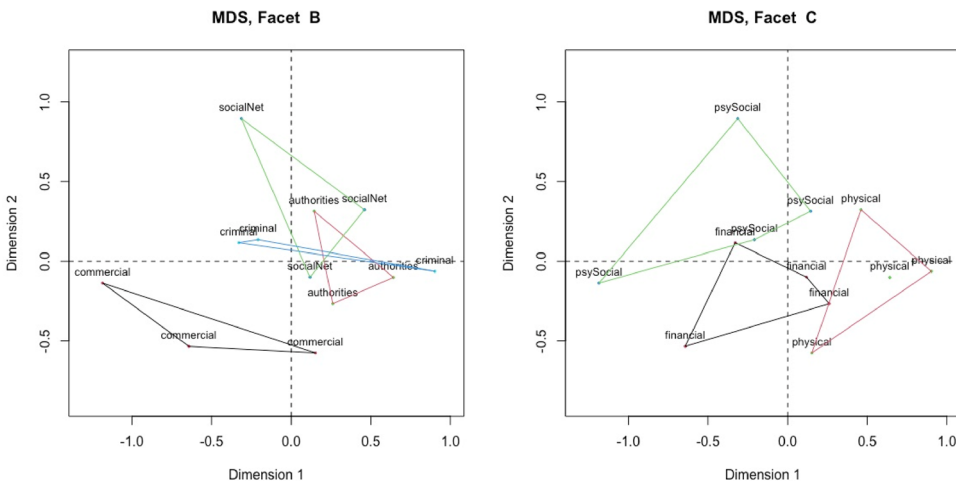 MDS, Facet  B
MDS, Facet  C
Dimension 2
1.0
0.5
0.0
-0.5
socialNet
authorities
socialNet
criminal
criminal
socialNet
authorities
criminal
authorities
commercial
commercial
commercial
-1.0
-0.5
0.0
0.5
1.0
Dimension 1
Dimension 2
1.0
0.5
0.0
-0.5
psySocial
psySocial
physical
psySocial
financial
psySocial
financial
physical
physical
financial
financial
physical
-1.0
-0.5
0.0
0.5
1.0
Dimension 1